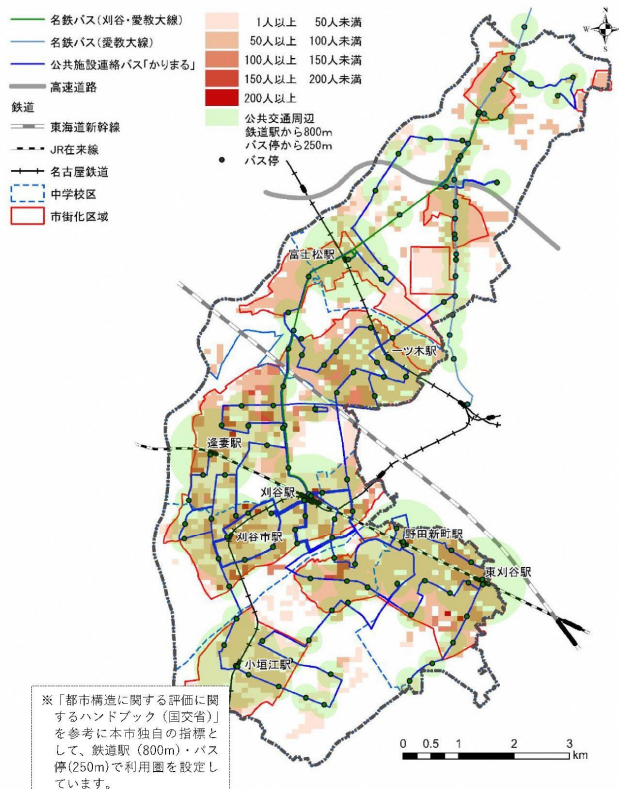 名鉄バス(刈谷・愛教大線)
名鉄バス(愛教大線)
公共施設連絡バス「かりまる」
高速道路
鉄道
東海道新幹線
JR在来線
名古屋鉄道
中学校区
市街化区域
1人以上 50人未満
50人以上 100人未満
100人以上 150人未満
150人以上 200人未満
200人以上
公共交通周辺
鉄道駅から800m
バス停から250m
バス停
N
W E
S
富士松駅
一ツ木駅
逢妻駅
刈谷駅
刈谷市駅
野田新町駅
東刈谷駅
小垣江駅
※「都市構造に関する評価に関
するハンドブック(国交省)」
を参考に本市独自の指標と
して、鉄道駅(800m)・バス
停(250m)で利用圏を設定し
ています。
0 0.5 1 2 3
km